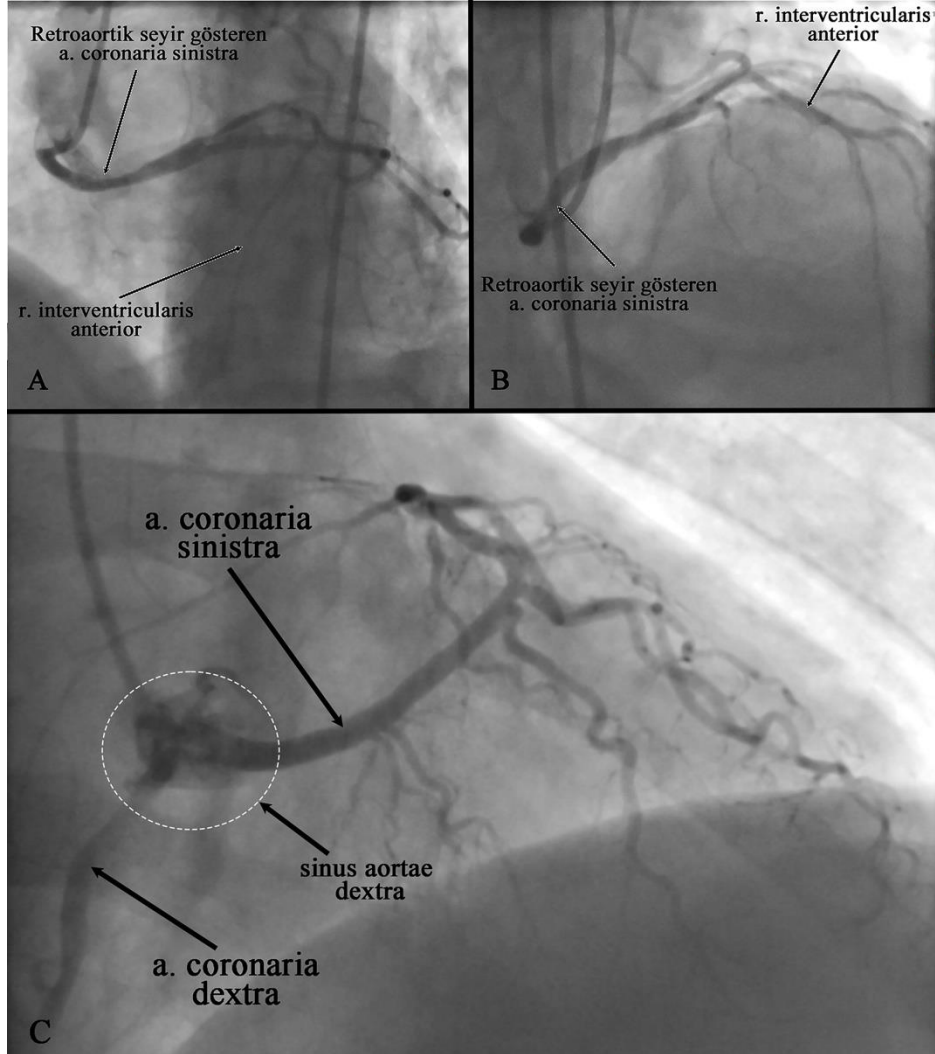 Retroaortik seyir gösteren
a. coronaria sinistra
r. interventricularis
anterior
A
r. interventricularis
anterior
Retroaortik seyir gösteren
a. coronaria sinistra
B
a. coronaria
sinistra
sinus aortae
dextra
a. coronaria
dextra
C